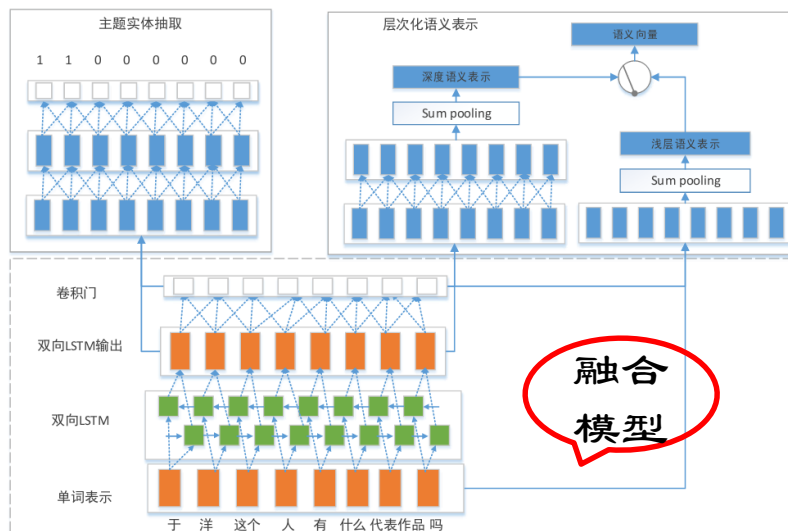 主题实体抽取
1 1 0 0 0 0 0 0
层次化语义表示
语义向量
深度语义表示
Sum pooling
浅层语义表示
Sum pooling
卷积门
双向LSTM输出
双向LSTM
单词表示
于 洋 这个 人 有 什么 代表作品 吗
融合
模型